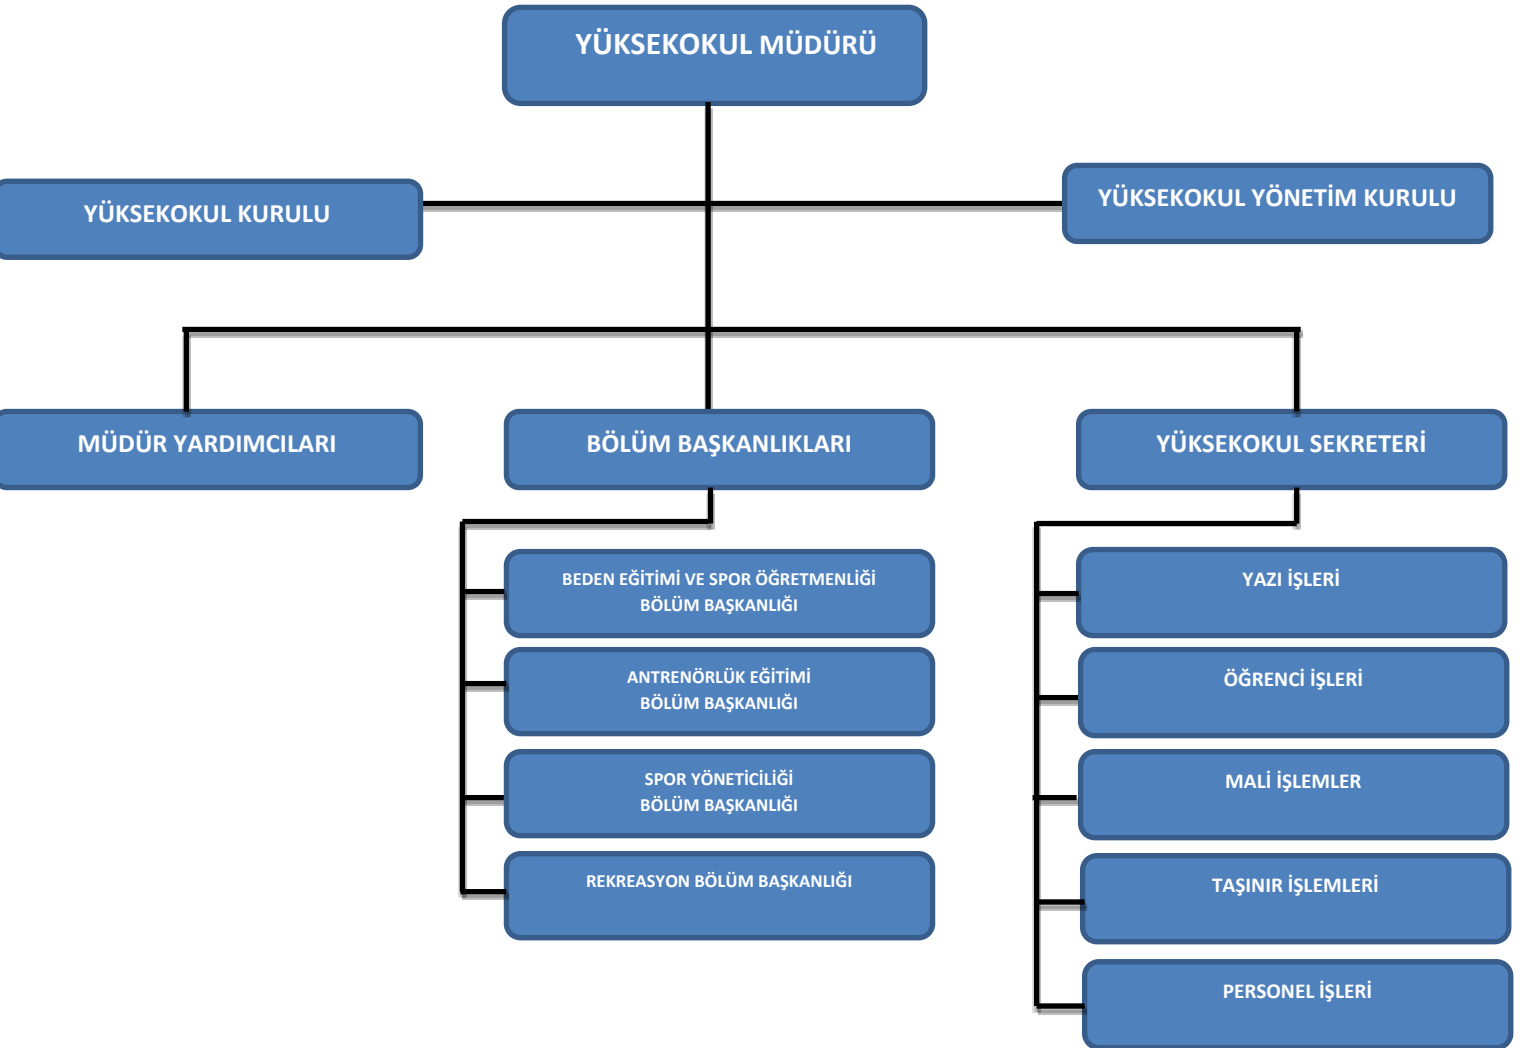 YÜKSEKOKUL MÜDÜRÜ
YÜKSEKOKUL KURULU
YÜKSEKOKUL YÖNETİM KURULU
MÜDÜR YARDIMCILARI
BÖLÜM BAŞKANLIKLARI
YÜKSEKOKUL SEKRETERİ
BEDEN EĞİTİMİ VE SPOR ÖĞRETMENLİĞİ
BÖLÜM BAŞKANLIĞI
ANTRENÖRLÜK EĞİTİMİ
BÖLÜM BAŞKANLIĞI
SPOR YÖNETİCİLİĞİ
BÖLÜM BAŞKANLIĞI
REKREASYON BÖLÜM BAŞKANLIĞI
YAZI İŞLERİ
ÖĞRENCİ İŞLERİ
MALİ İŞLEMLER
TAŞINIR İŞLEMLERİ
PERSONEL İŞLERİ